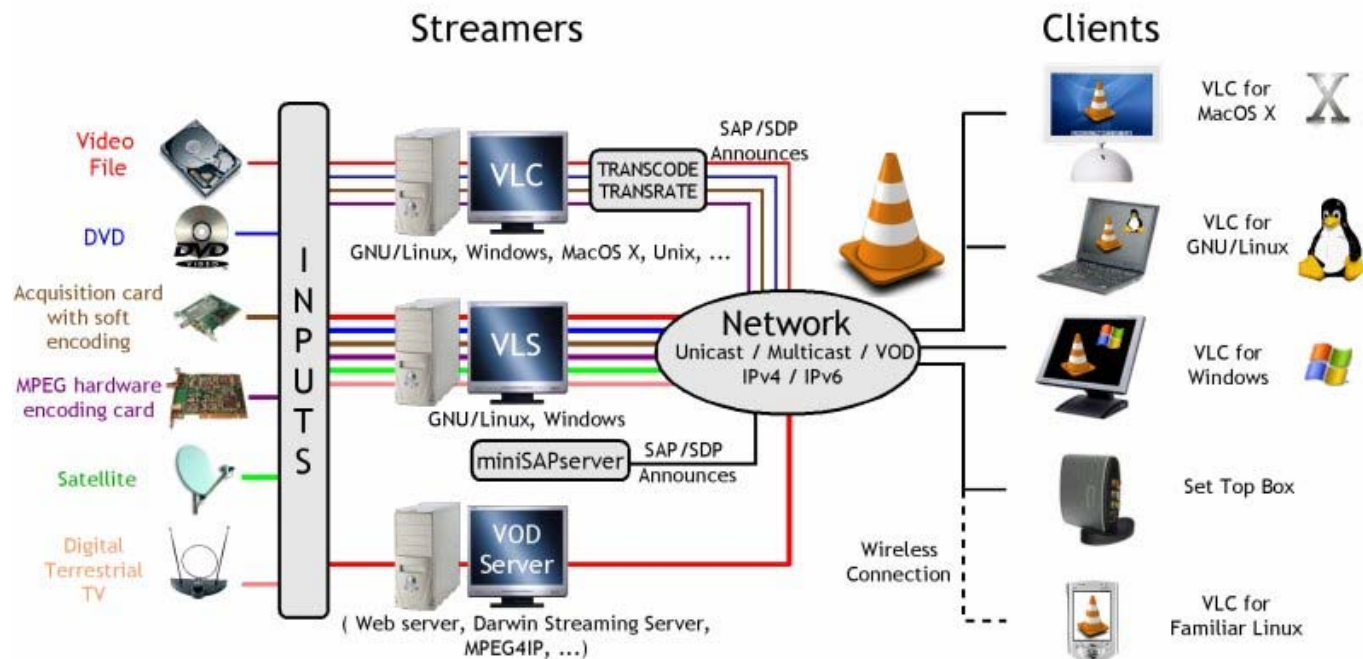 Streamers
Clients
Video
File
DVD
DVD
VIDEO
Acquisition card
with soft
encoding
MPEG hardware
encoding card
Satellite
Digital
Terrestrial
TV
INPUTS
VLC
TRANSCODE
TRANSRATE
SAP/SDP
Announces
GNU/Linux, Windows, MacOS X, Unix, ...
VLS
GNU/Linux, Windows
miniSAPserver
SAP/SDP
Announces
VOD
Server
( Web server, Darwin Streaming Server,
MPEG4IP, ...)
Network
Unicast / Multicast / VOD
IPv4 / IPv6
Wireless
Connection
VLC for
MacOS X
X
VLC for
GNU/Linux
VLC for
Windows
Set Top Box
VLC for
Familiar Linux